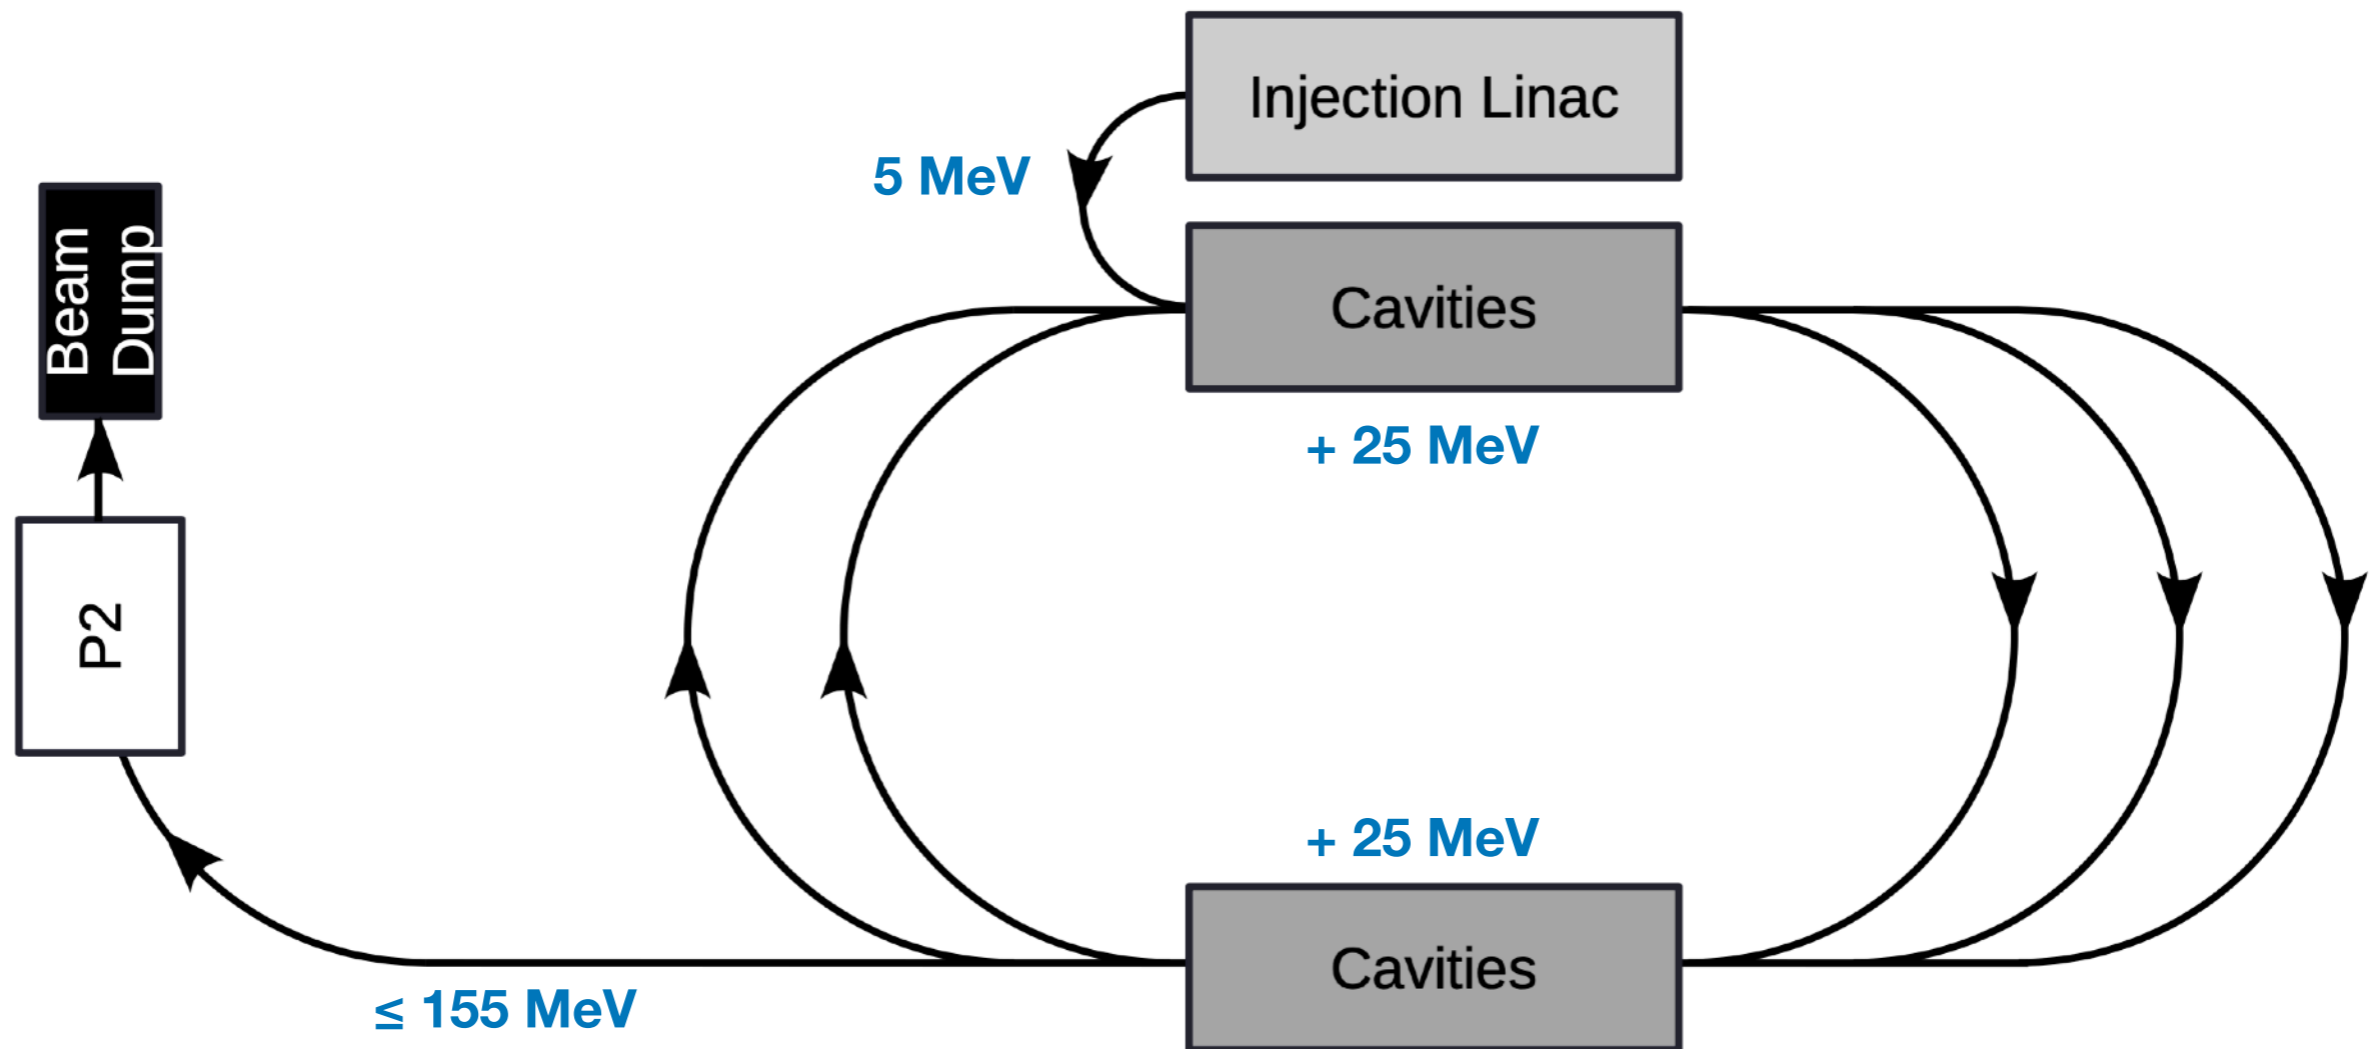 Injection Linac
5 MeV
Beam
Dump
Cavities
+ 25 MeV
P2
+ 25 MeV
Cavities
≤ 155 MeV